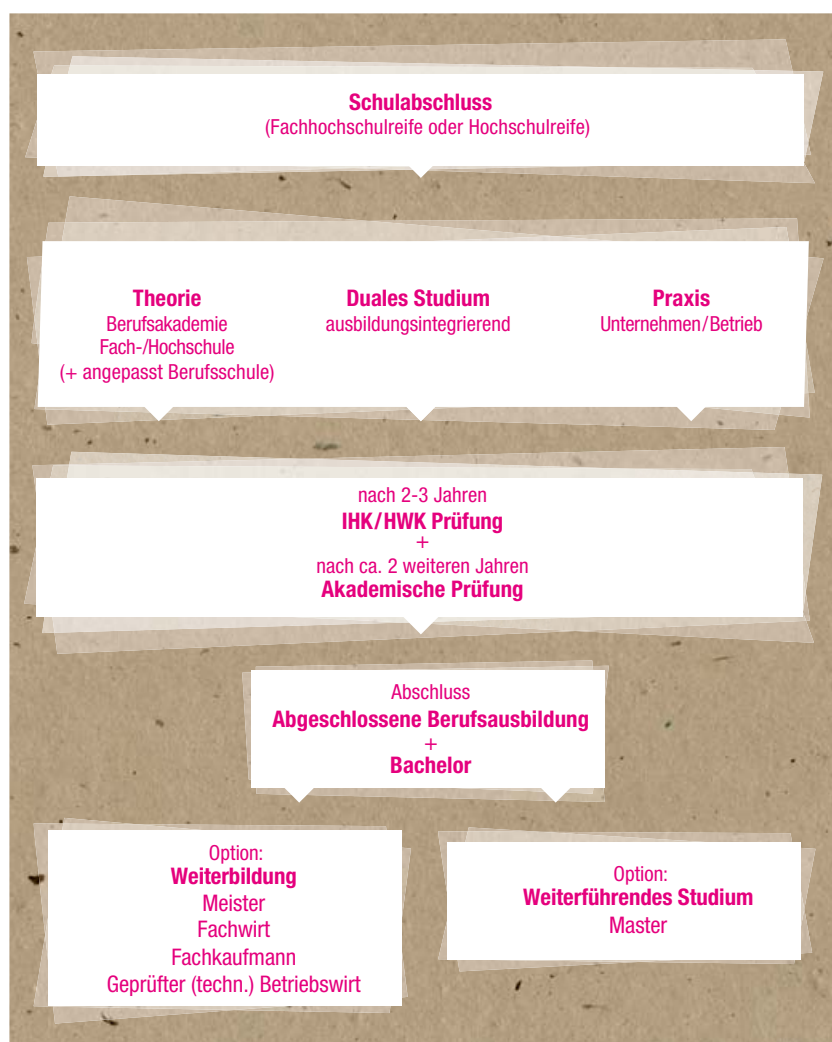 Schulabschluss
(Fachhochschulreife oder Hochschulreife)
Theorie
Berufsakademie
Fach-/Hochschule
(+ angepasst Berufsschule)
Duales Studium
ausbildungsintegrierend
Praxis
Unternehmen/Betrieb
nach 2-3 Jahren
IHK/HWK Prüfung
+
nach ca. 2 weiteren Jahren
Akademische Prüfung
Abschluss
Abgeschlossene Berufsausbildung
+
Bachelor
Option:
Weiterbildung
Meister
Fachwirt
Fachkaufmann
Geprüfter (techn.) Betriebswirt
Option:
Weiterführendes Studium
Master